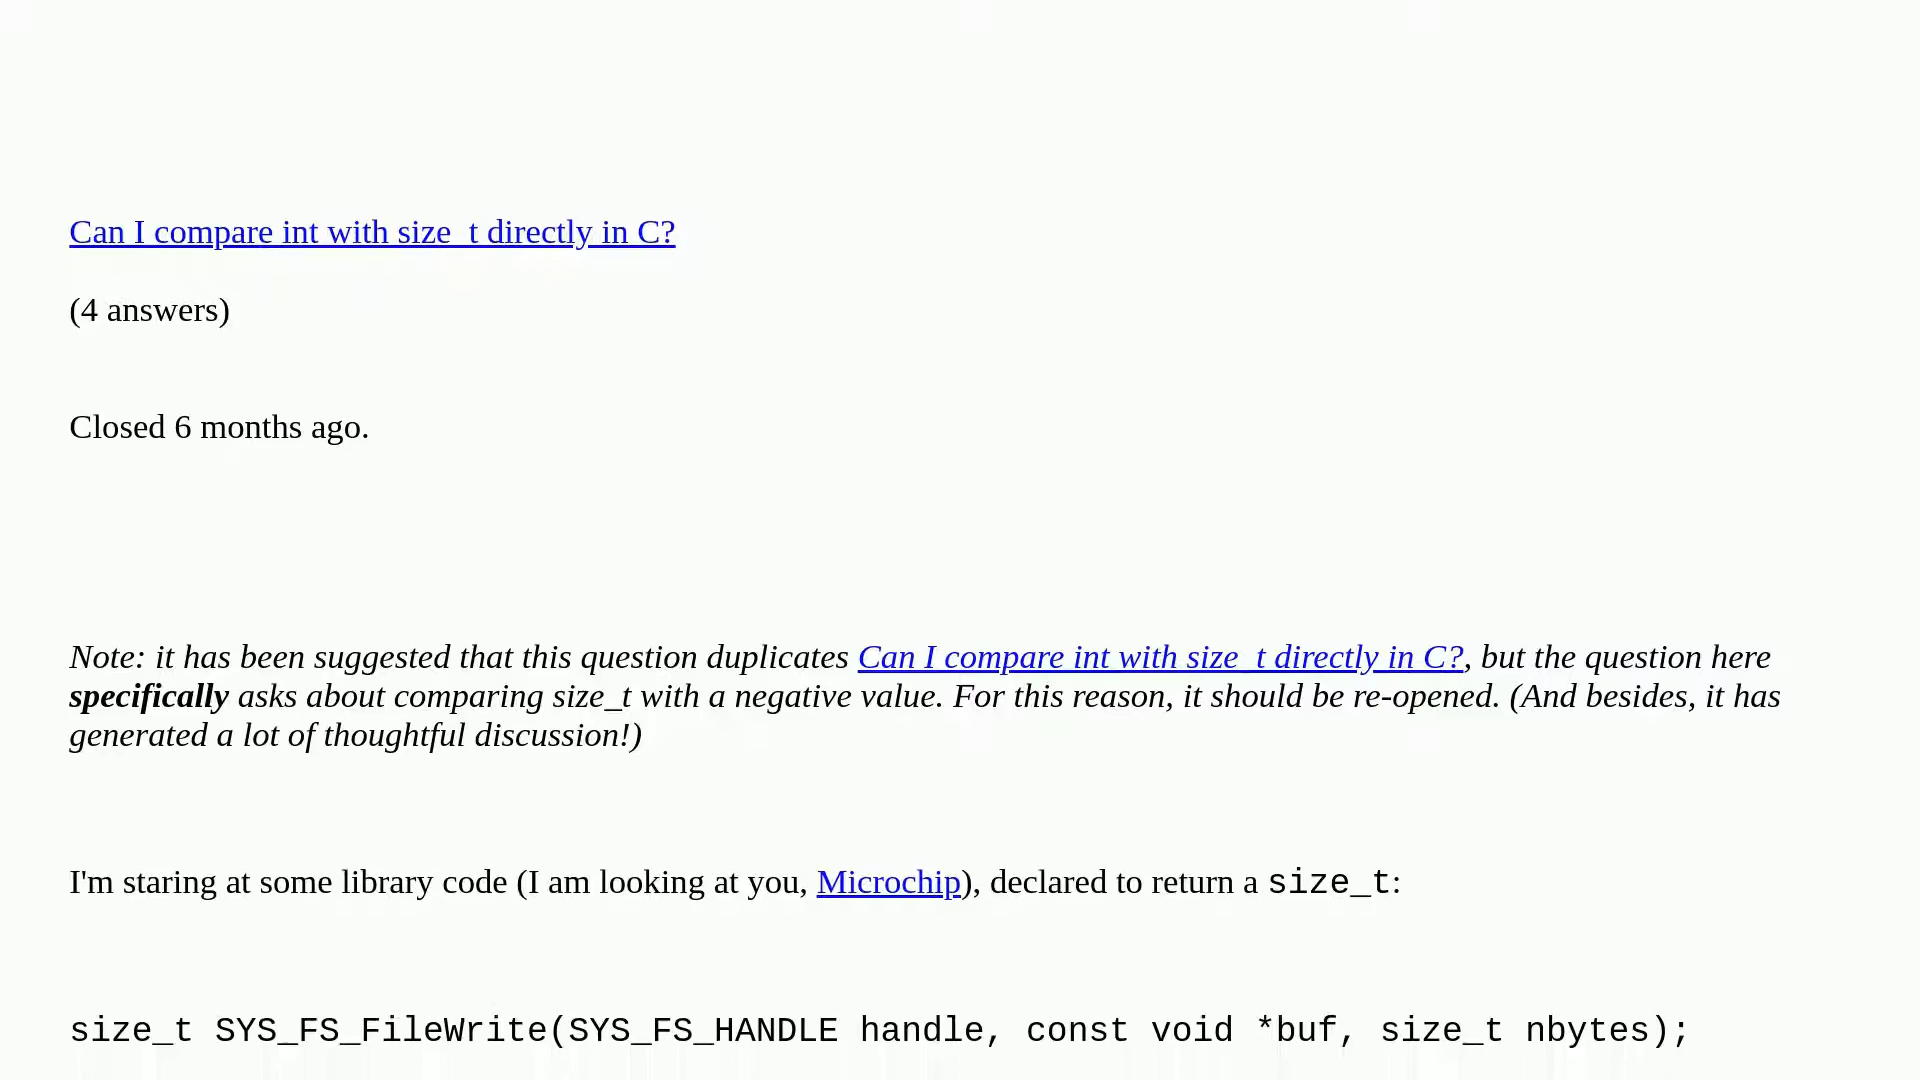 Can I compare int with size_t directly in C?
(4 answers)
Closed 6 months ago.
Note: it has been suggested that this question duplicates Can I compare int with size_t directly in C?, but the question here
specifically asks about comparing size_t with a negative value. For this reason, it should be re-opened. (And besides, it has
generated a lot of thoughtful discussion!)
I'm staring at some library code (I am looking at you, Microchip), declared to return a size_t:
size_t SYS_FS_FileWrite(SYS_FS_HANDLE handle, const void *buf, size_t nbytes);